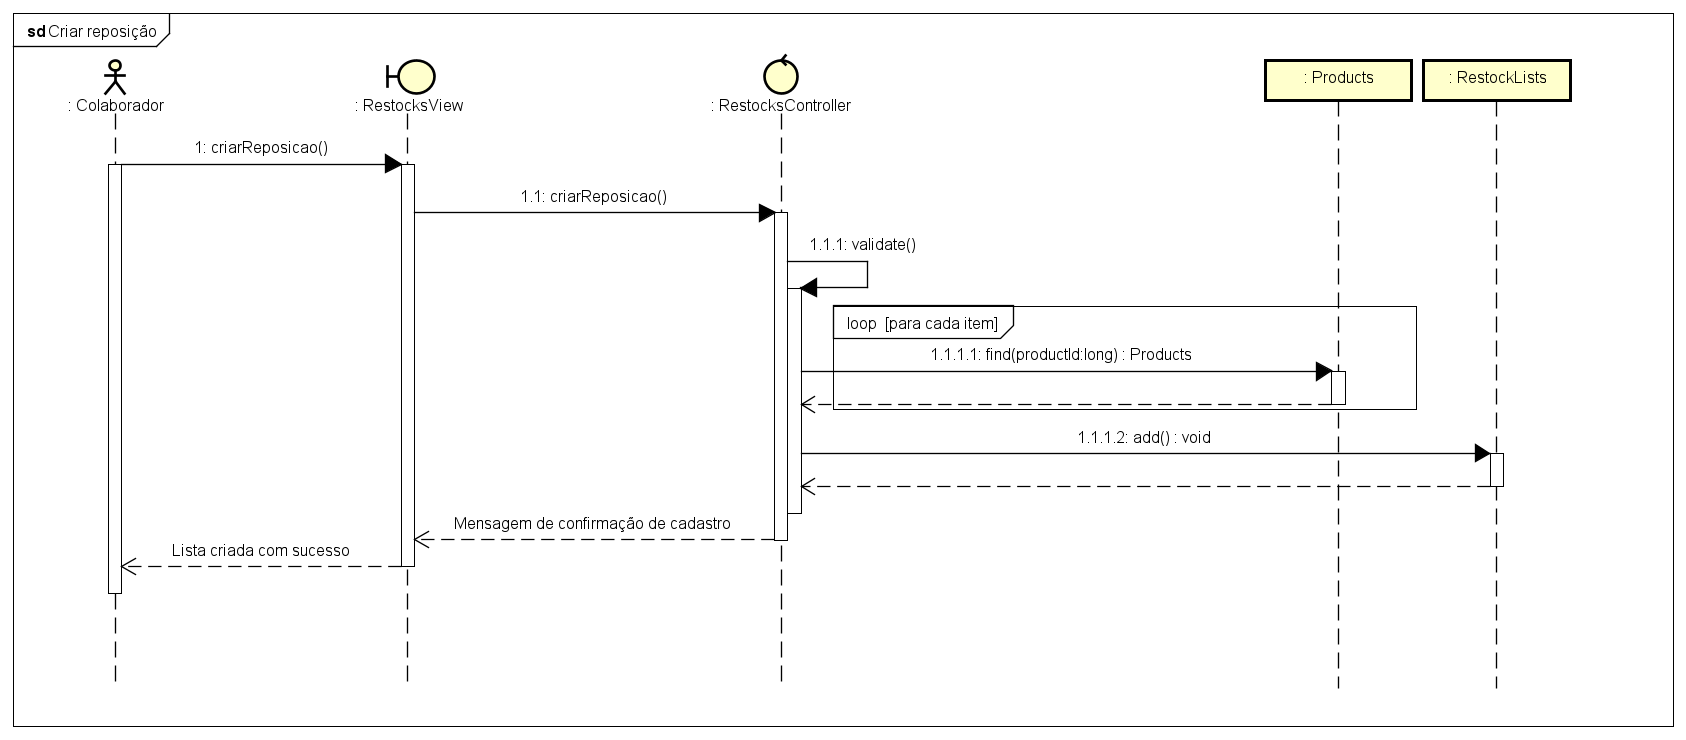 sd Criar reposição
: Colaborador
: RestocksView
: RestocksController
: Products
: RestockLists
1: criarReposicao()
1.1: criarReposicao()
1.1.1: validate()
loop [para cada item]
1.1.1.1: find(productId:long) : Products
1.1.1.2: add() : void
Mensagem de confirmação de cadastro
Lista criada com sucesso